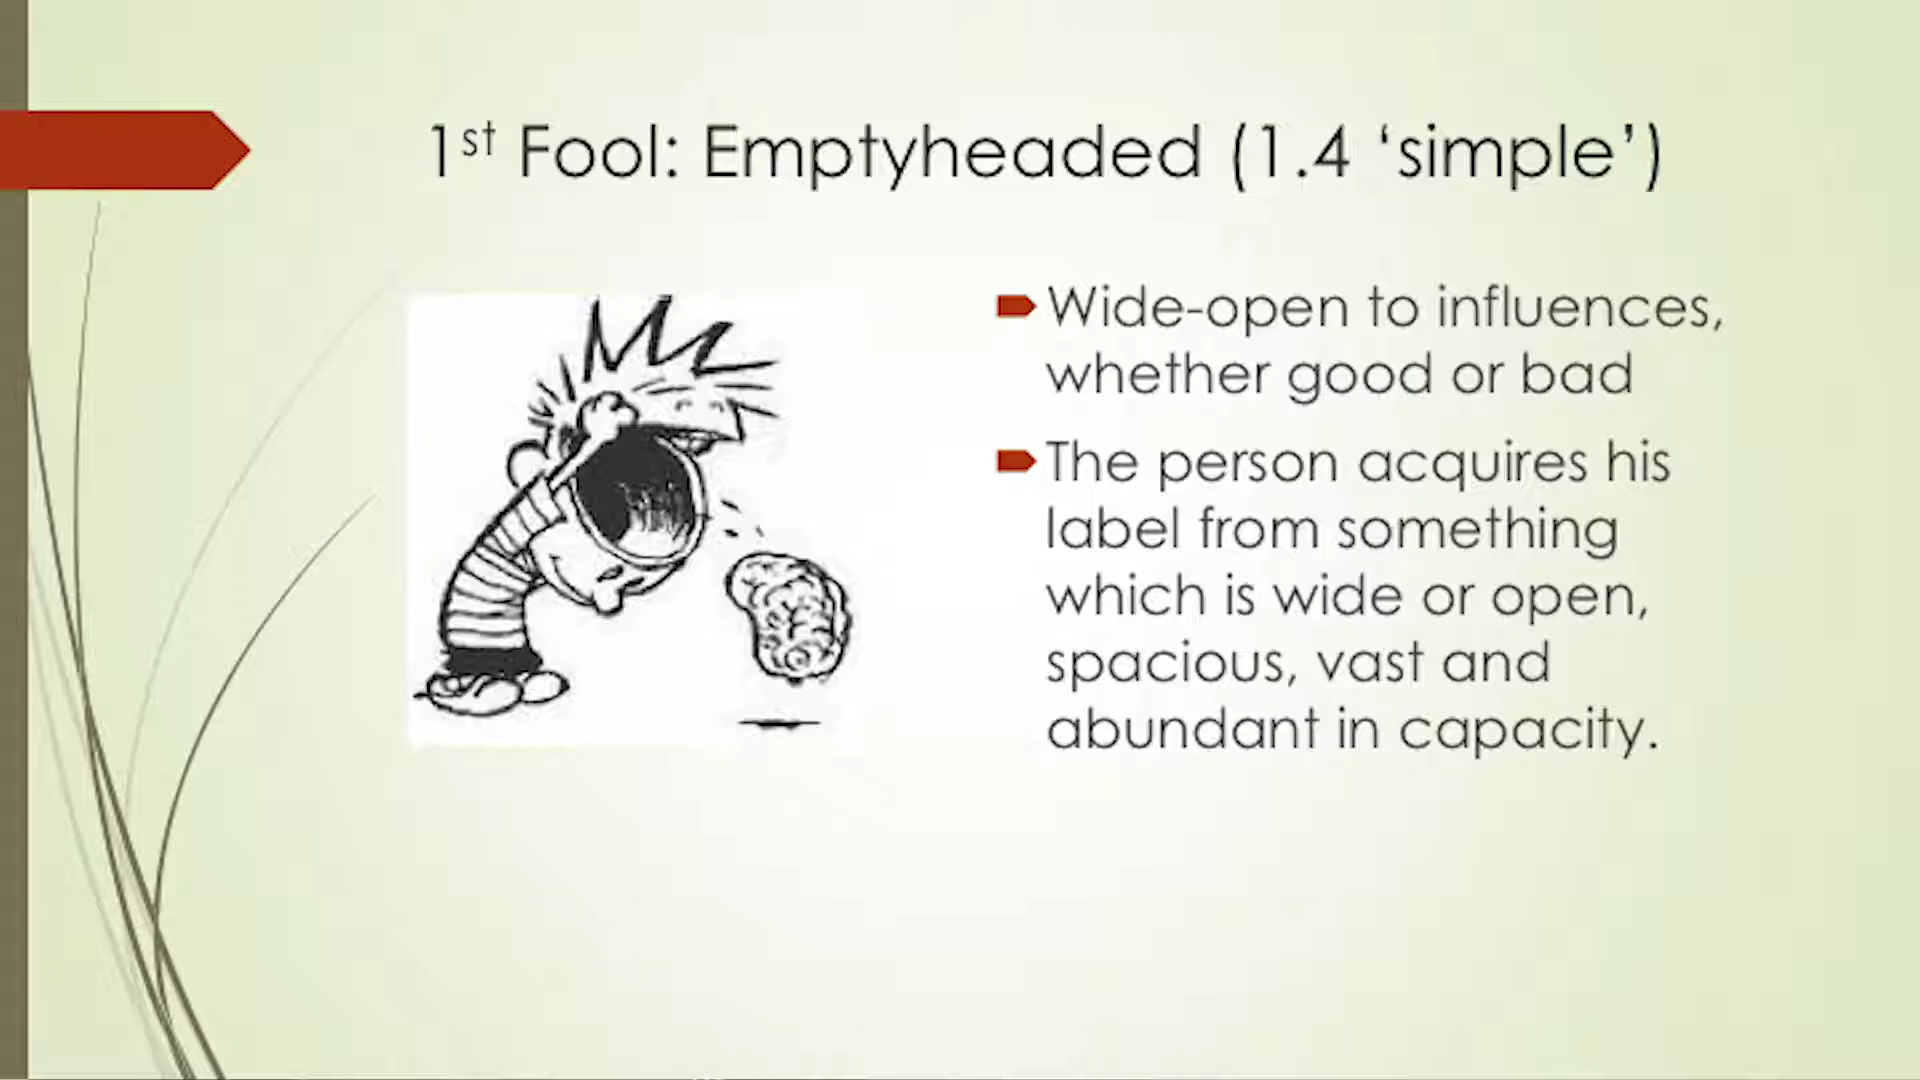 1st Fool: Emptyheaded (1.4 ‘simple’)
Wide-open to influences,
whether good or bad
The person acquires his
label from something
which is wide or open,
spacious, vast and
abundant in capacity.